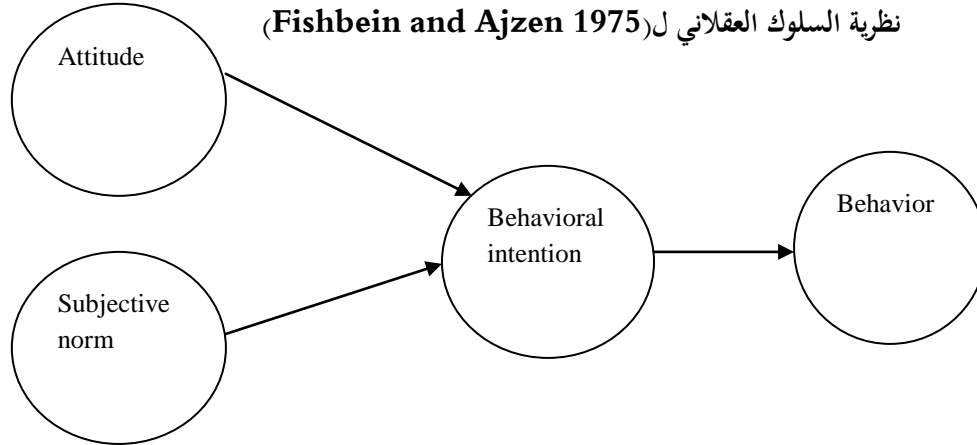 نظرية السلوك العقلاني ل(Fishbein and Ajzen 1975)
Attitude
Subjective
norm
Behavioral
intention
Behavior